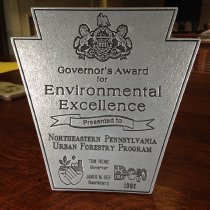 Governor's Award
for
Environmental
Excellence
Presented to
NORTHEASTERN PENNSYLVANIA
URBAN FORESTRY PROGRAM
TOM RIDGE
Governor
JAMES M. SEIF
Secretary
DEP
1997